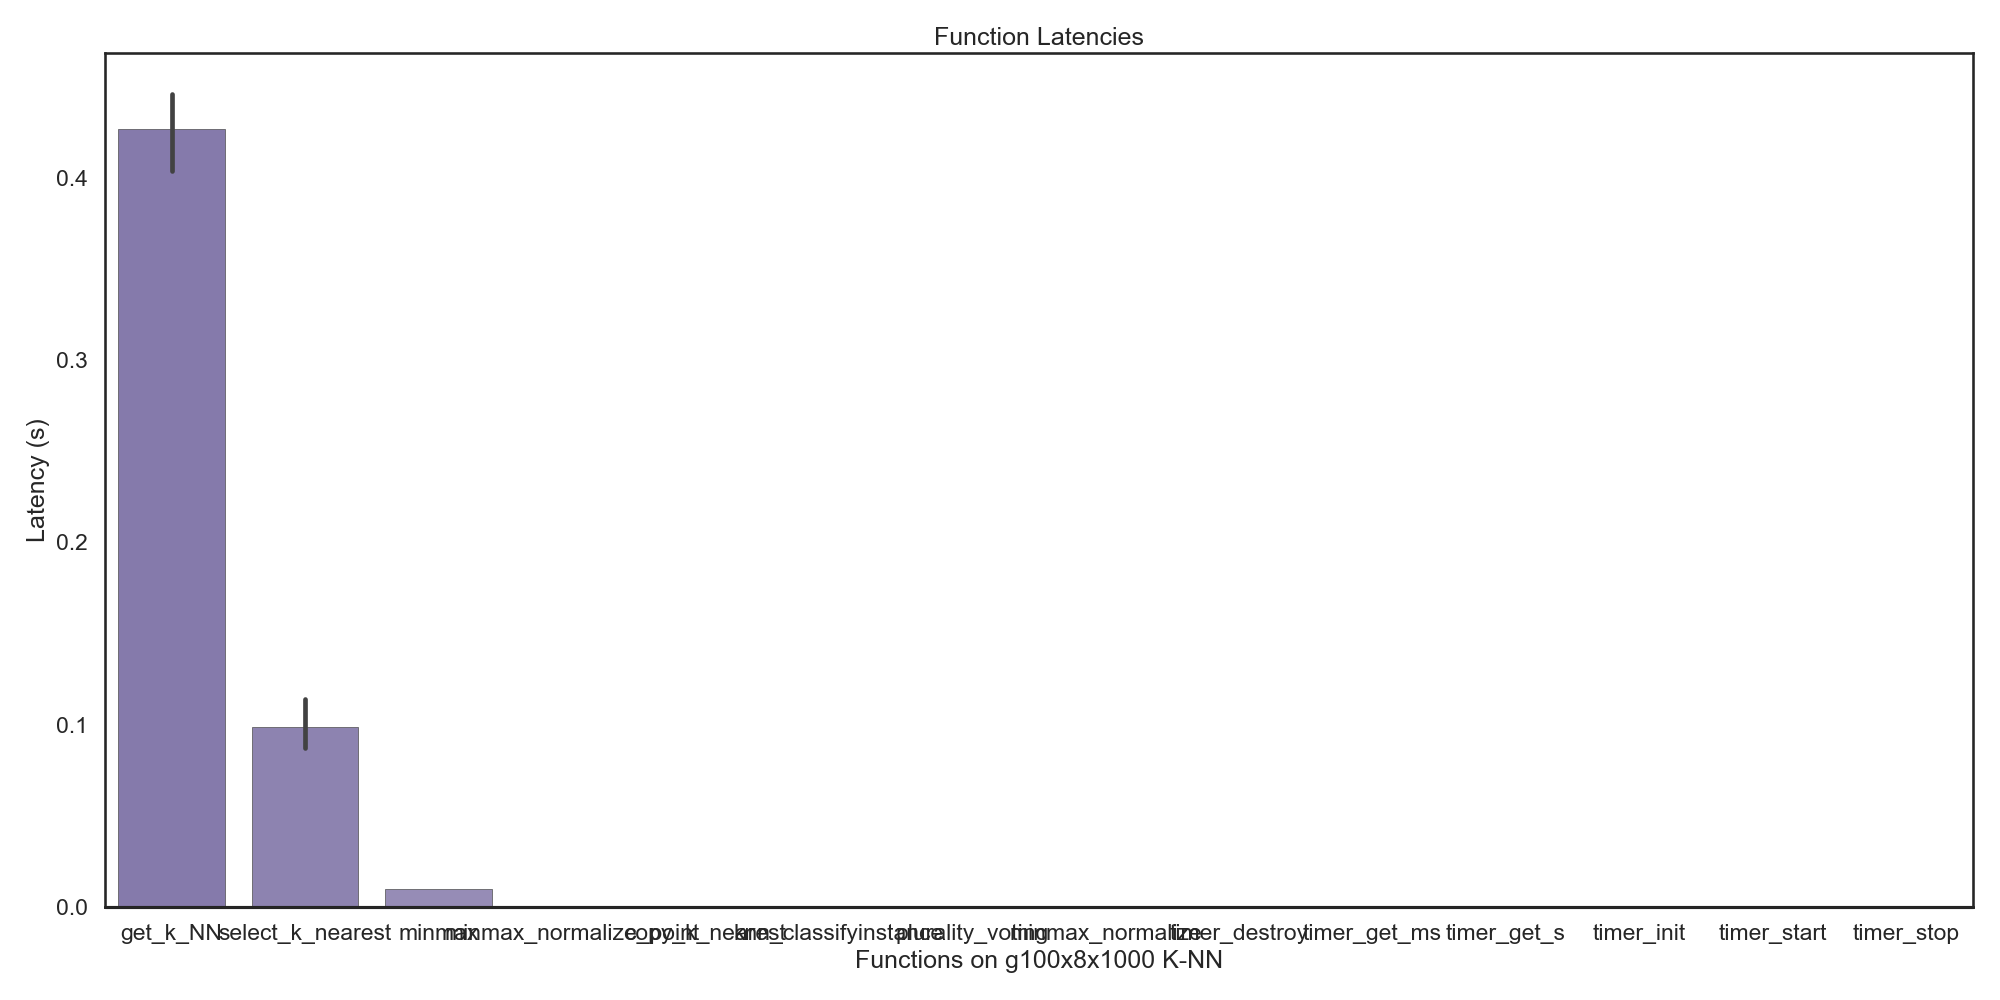 Function Latencies
Latency (s)
0.4
0.3
0.2
0.1
0.0
get_k_NN select_k_nearest minmax minmax_normalize_point copy_k_nearest knn_classifyinstance plurality_voting minmax_normalize timer_destroy timer_get_ms timer_get_s timer_init timer_start timer_stop
Functions on g100x8x1000 K-NN